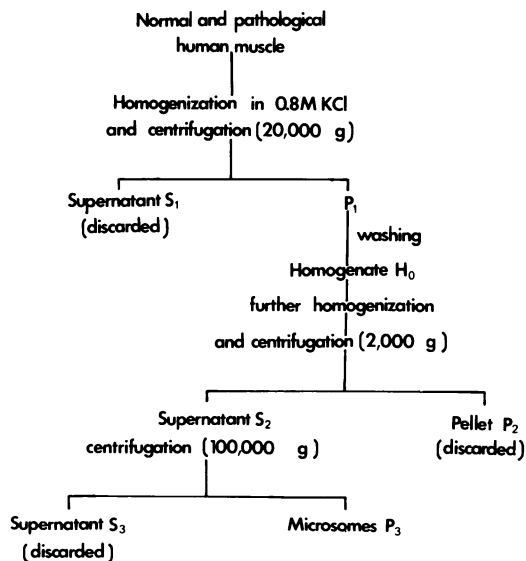 Normal and pathological
human muscle
Homogenization in 0.8M KCl
and centrifugation (20,000 g)
Supernatant S₁
(discarded)
P₁
washing
Homogenate H₀
further homogenization
and centrifugation (2,000 g)
Supernatant S₂
centrifugation (100,000 g)
Pellet P₂
(discarded)
Supernatant S₃
(discarded)
Microsomes P₃